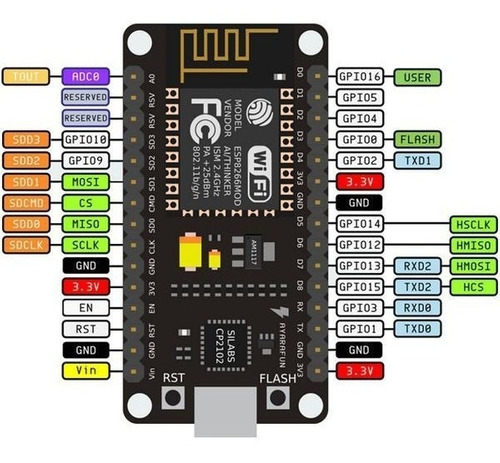 TOUT ADC0 A0 D0 GPIO16 USER
RESERVED RSV D1 GPIO5
RESERVED RSV D2 GPIO4
SDD3 GPIO10 SD3 D3 GPIO0 FLASH
SDD2 GPIO9 SD2 D4 GPIO2 TXD1
SDD1 MOSI SD1 3V3 3.3V
SDCMD CS CMD GND GND
SDD0 MISO SD0 D5 GPIO14 HSCLK
SDCLK SCLK CLK D6 GPIO12 HMISO
GND GND D7 GPIO13 RXD2 HMOSI
3.3V 3V3 D8 GPIO15 TXD2 HCS
EN EN RX GPIO3 RXD0
RST RST TX GPIO1 TXD0
GND GND GND GND
Vin Vin 3V3 3.3V
MODEL ESP8266MOD
VENDOR AI/THINKER
ISM 2.4GHz
PA +25dBm
802.11b/g/n
FC
Wi Fi
AM1117
SILABS
CP2102
AYARAFUN
RST
FLASH